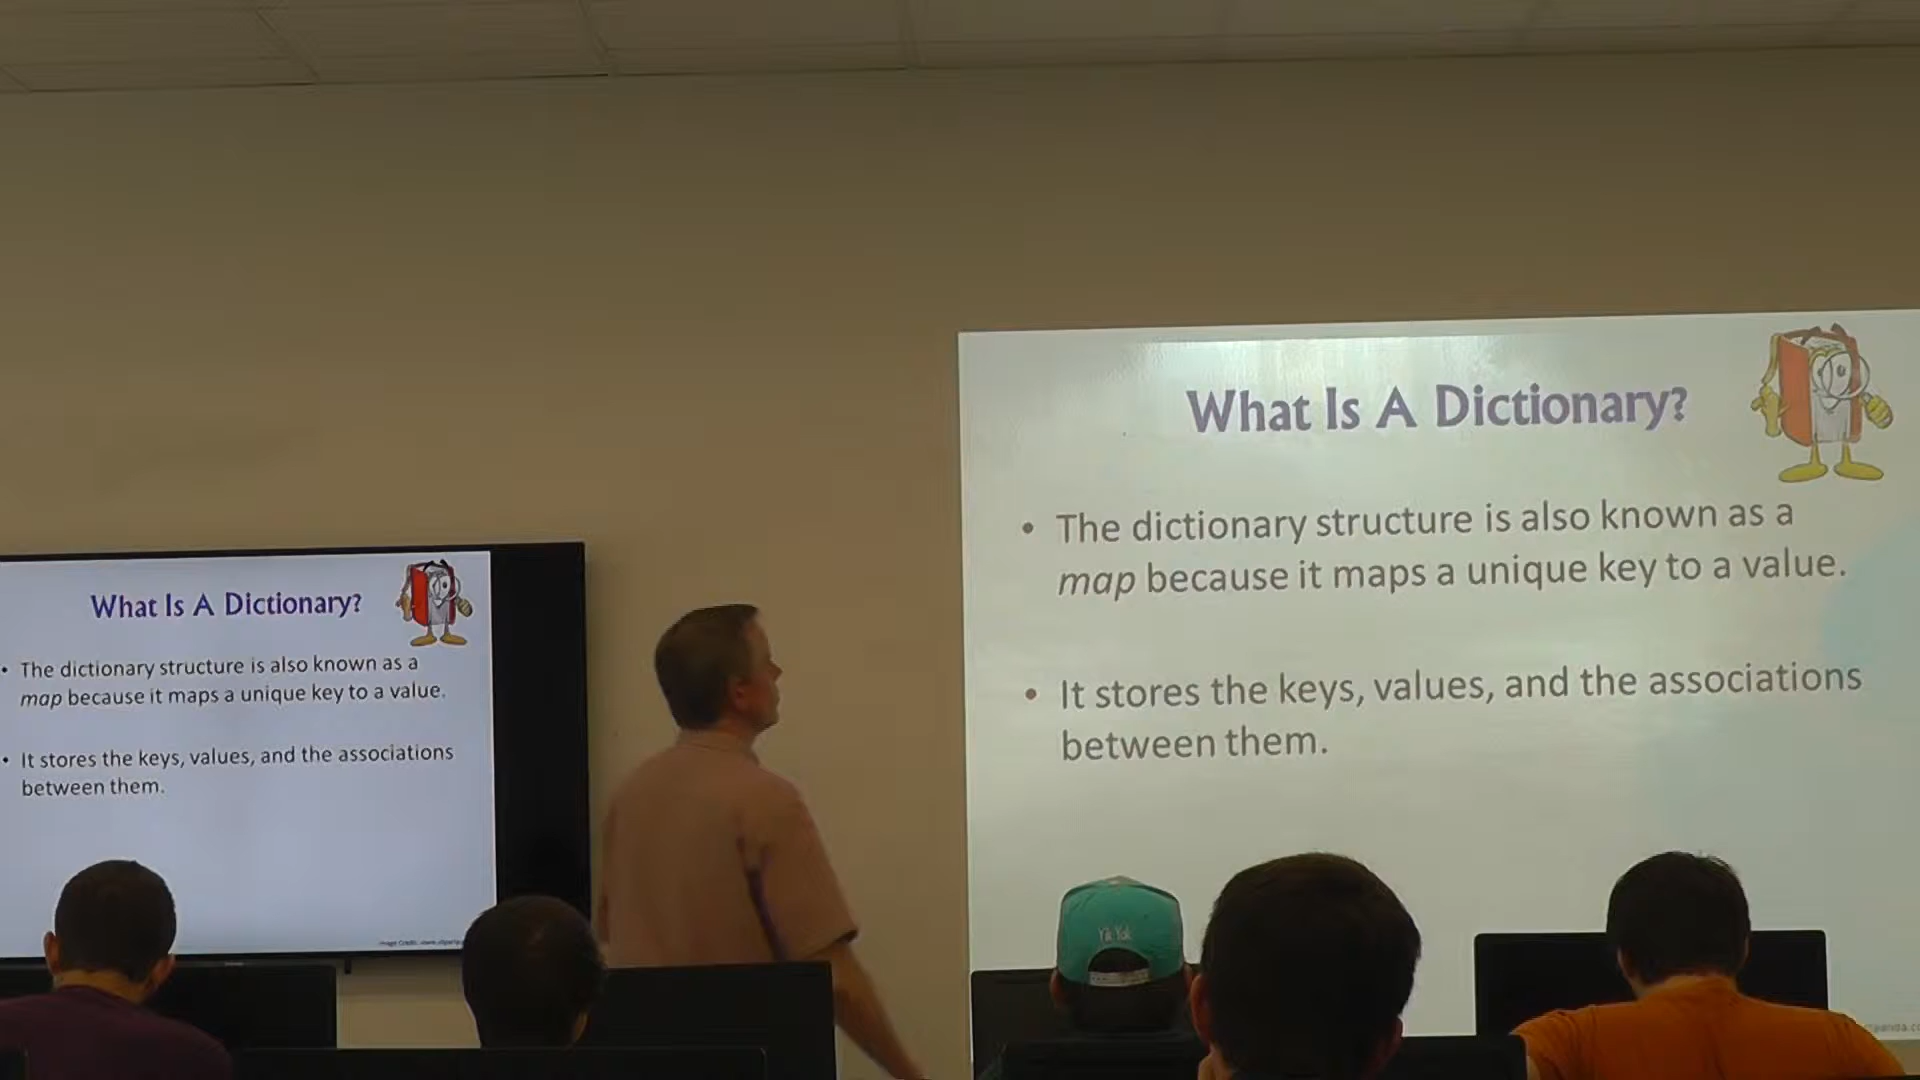 What Is A Dictionary?
• The dictionary structure is also known as a
map because it maps a unique key to a value.
• It stores the keys, values, and the associations
between them.
What Is A Dictionary?
• The dictionary structure is also known as a
map because it maps a unique key to a value.
• It stores the keys, values, and the associations
between them.
Yik Yak